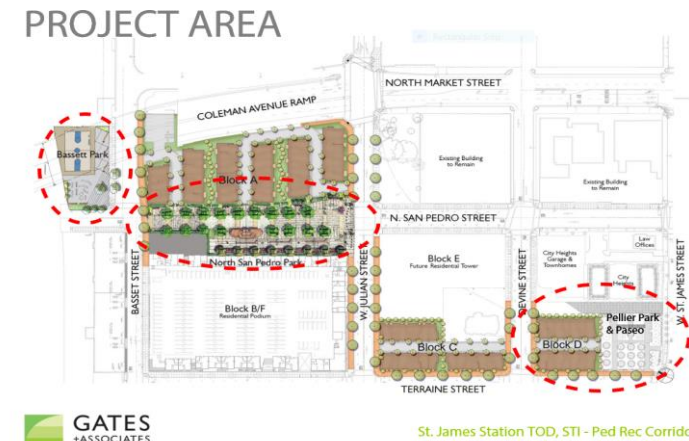 PROJECT AREA
NORTH MARKET STREET
COLEMAN AVENUE RAMP
Bassett Park
Block A
Existing Building
to Remain
Existing Building
to Remain
N. SAN PEDRO STREET
North San Pedro Park
BASSET STREET
W. JULIAN STREET
DEVINE STREET
W. ST. JAMES STREET
Block E
Future Residential Tower
City Heights
Garage &
Townhomes
Law
Offices
City
Heights
Block B/F
Residential Podium
Block C
Block D
Pellier Park
& Paseo
TERRAINE STREET
GATES
+ASSOCIATES
St. James Station TOD, STI - Ped Rec Corrido